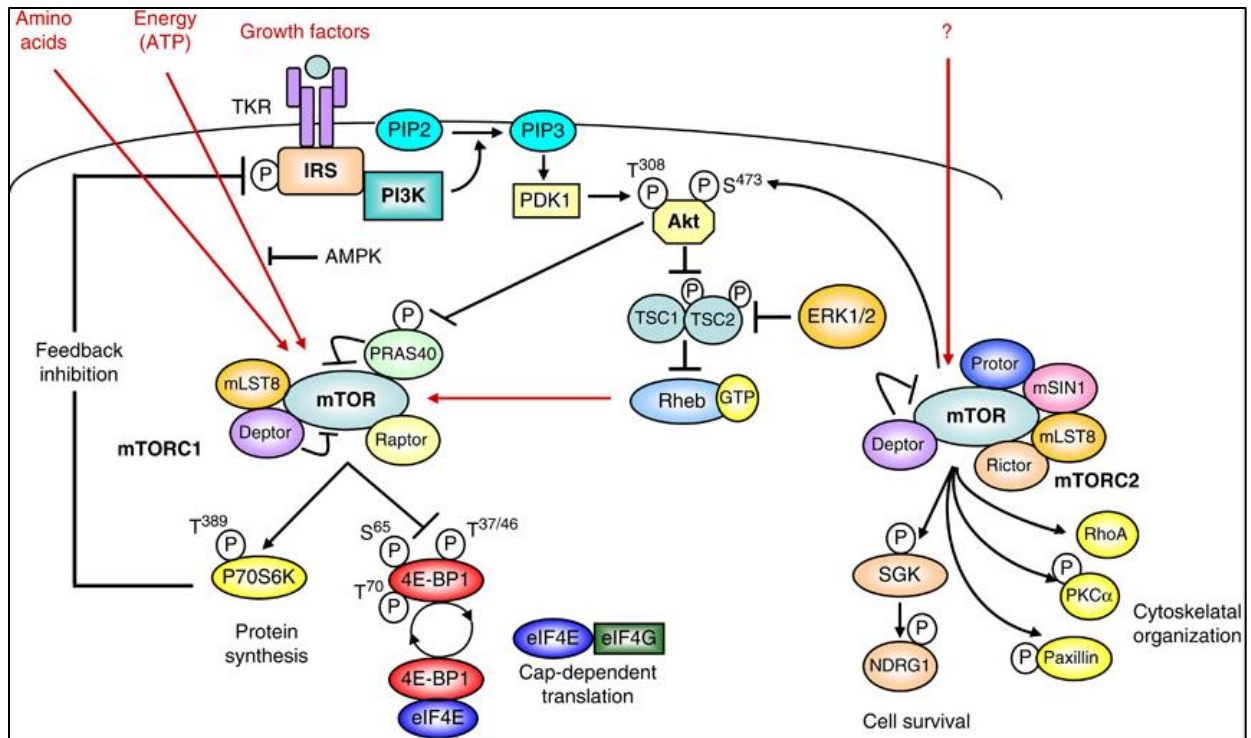 Amino
acids
Energy
(ATP)
Growth factors
?
TKR
PIP2
PIP3
P
IRS
PI3K
PDK1
T308
P
P
S473
Akt
AMPK
P
P
TSC1
TSC2
ERK1/2
P
PRAS40
Feedback
inhibition
mLST8
mTOR
Deptor
Raptor
mTORC1
Rheb
GTP
Protor
mSIN1
mTOR
mLST8
Deptor
Rictor
mTORC2
T389
P
P70S6K
S65
P
P
T37/46
4E-BP1
T70
P
Protein
synthesis
4E-BP1
eIF4E
eIF4E
eIF4G
Cap-dependent
translation
P
SGK
P
NDRG1
Cell survival
RhoA
P
PKCα
P
Paxillin
Cytoskelatal
organization